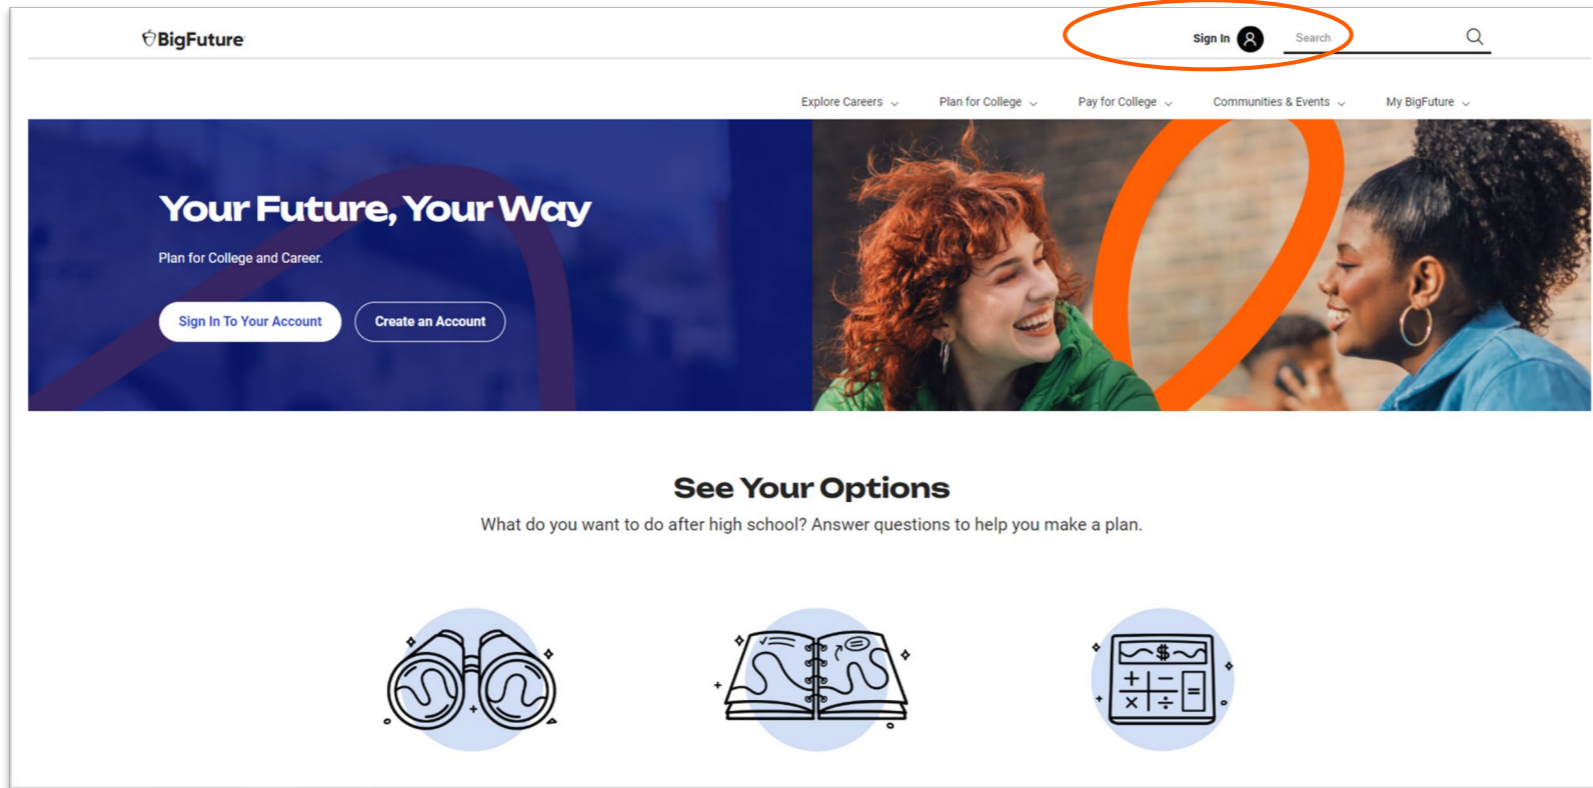 BigFuture
Sign In
Search
Explore Careers
Plan for College
Pay for College
Communities & Events
My BigFuture
Your Future, Your Way
Plan for College and Career.
Sign In To Your Account
Create an Account
See Your Options
What do you want to do after high school? Answer questions to help you make a plan.
$
+ −
× ÷ =